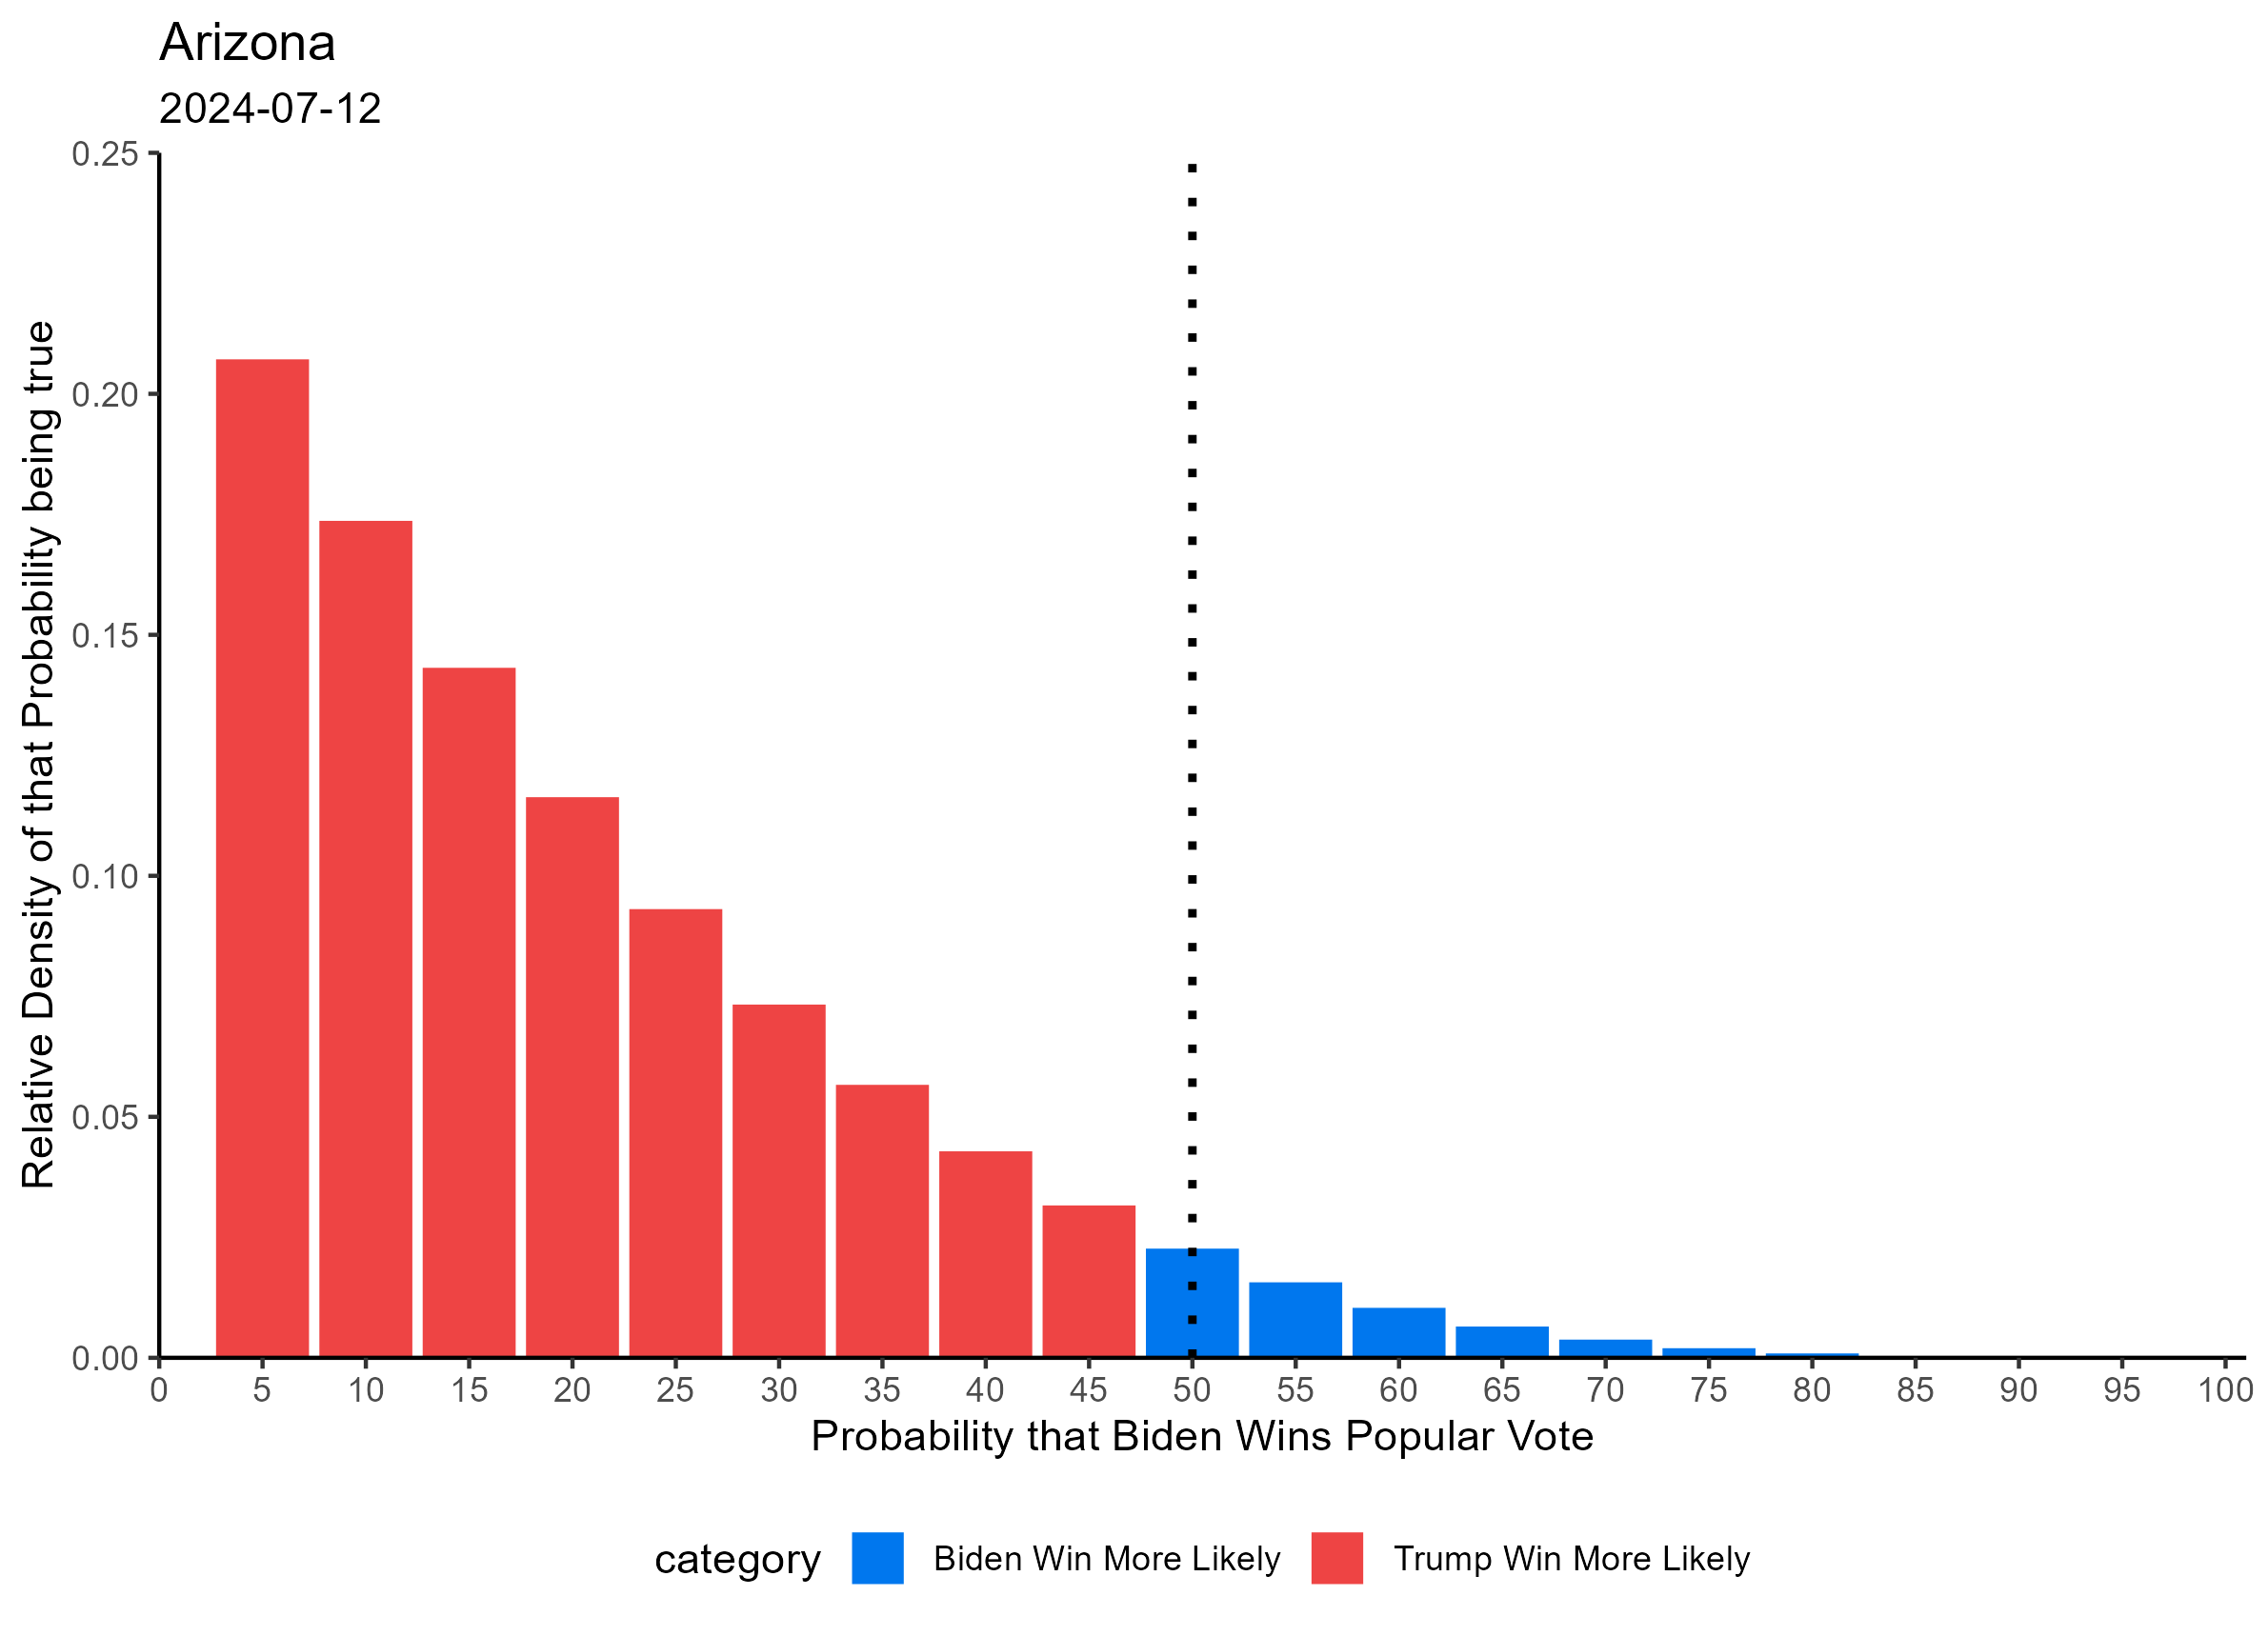 Arizona
2024-07-12
Relative Density of that Probability being true
0.25
0.20
0.15
0.10
0.05
0.00
0 5 10 15 20 25 30 35 40 45 50 55 60 65 70 75 80 85 90 95 100
Probability that Biden Wins Popular Vote
category Biden Win More Likely Trump Win More Likely